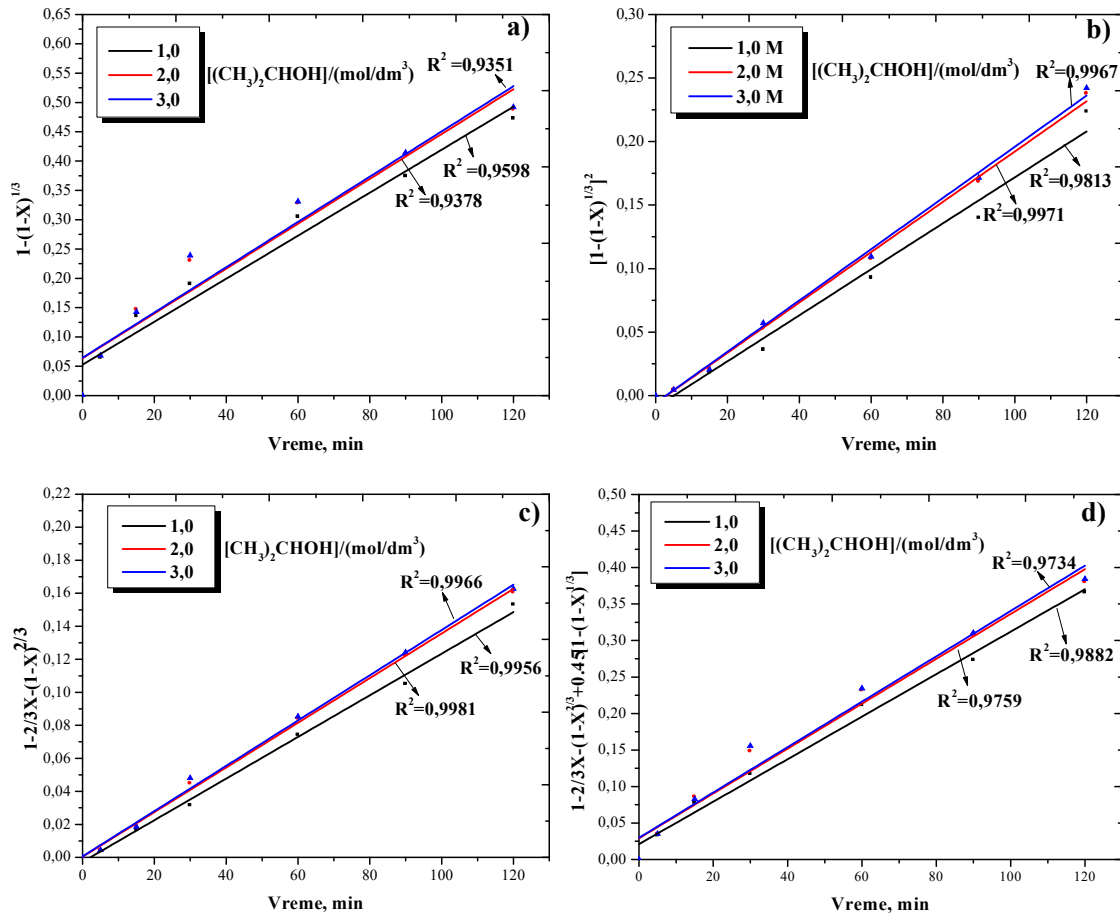 a)
1,0
2,0
3,0
[(CH3)2CHOH]/(mol/dm3)
R2 =0,9351
R2 =0,9598
R2 =0,9378
1-(1-X)1/3
0,65
0,60
0,55
0,50
0,45
0,40
0,35
0,30
0,25
0,20
0,15
0,10
0,05
0,00
0 20 40 60 80 100 120
Vreme, min
b)
1,0 M
2,0 M
3,0 M
[(CH3)2CHOH]/(mol/dm3)
R2=0,9967
R2=0,9813
R2=0,9971
[1-(1-X)1/3]2
0,30
0,25
0,20
0,15
0,10
0,05
0,00
0 20 40 60 80 100 120
Vreme, min
c)
1,0
2,0
3,0
[CH3)2CHOH]/(mol/dm3)
R2=0,9966
R2=0,9956
R2=0,9981
1-2/3X-(1-X)2/3
0,22
0,20
0,18
0,16
0,14
0,12
0,10
0,08
0,06
0,04
0,02
0,00
0 20 40 60 80 100 120
Vreme, min
d)
1,0
2,0
3,0
[(CH3)2CHOH]/(mol/dm3)
R2=0,9734
R2=0,9882
R2=0,9759
1-2/3X-(1-X)2/3+0.45[1-(1-X)1/3]
0,50
0,45
0,40
0,35
0,30
0,25
0,20
0,15
0,10
0,05
0,00
0 20 40 60 80 100 120
Vreme, min